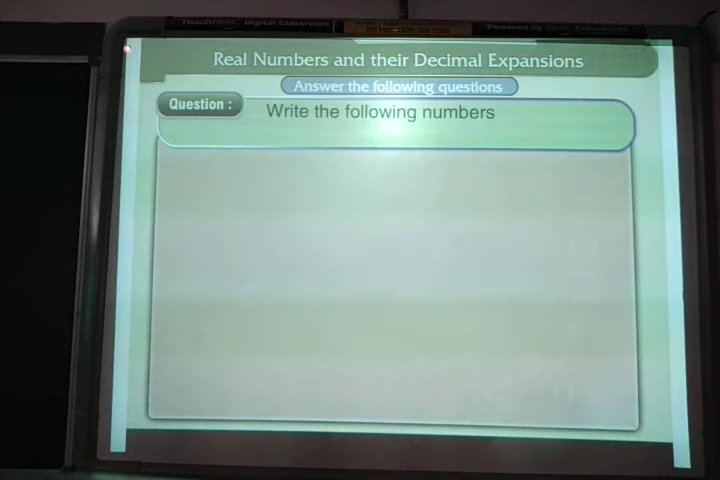 Digital Classroom
Powered by
Real Numbers and their Decimal Expansions
Answer the following questions
Question :
Write the following numbers